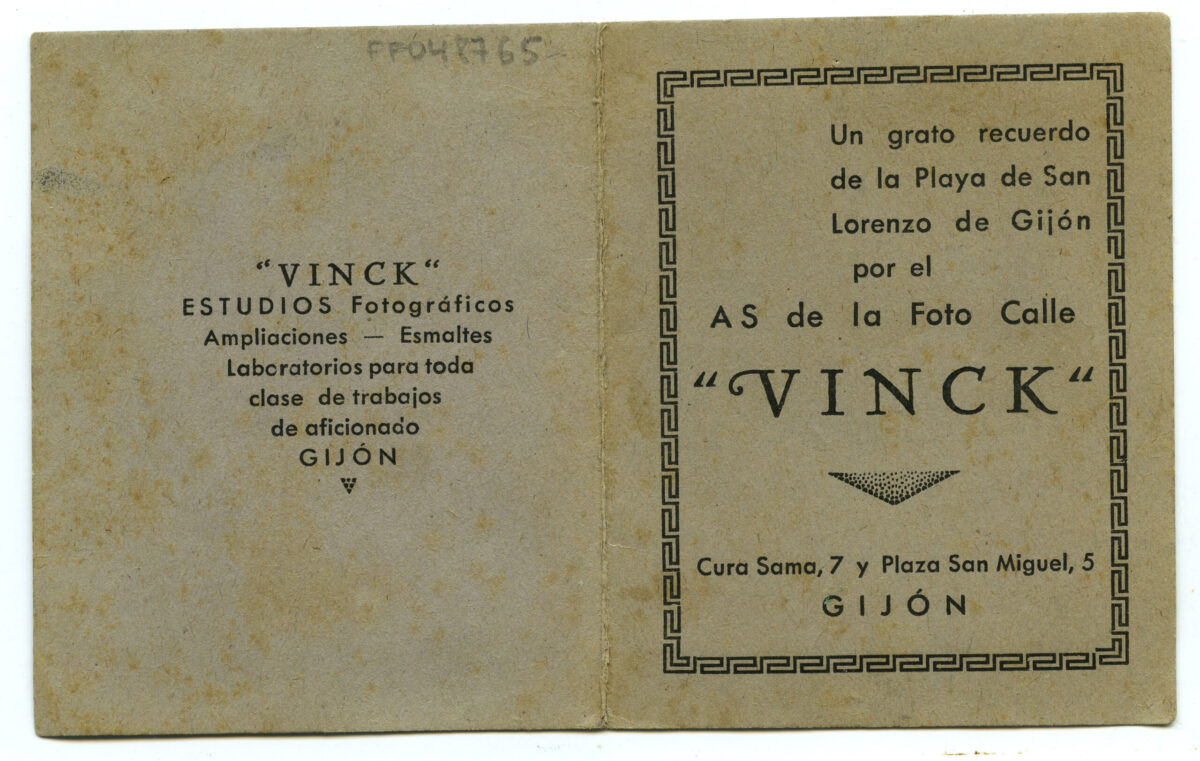 FF048765
"VINCK"
ESTUDIOS Fotográficos
Ampliaciones — Esmaltes
Laboratorios para toda
clase de trabajos
de aficionado
GIJÓN
Un grato recuerdo
de la Playa de San
Lorenzo de Gijón
por el
AS de la Foto Calle
"VINCK"
Cura Sama, 7 y Plaza San Miguel, 5
GIJÓN